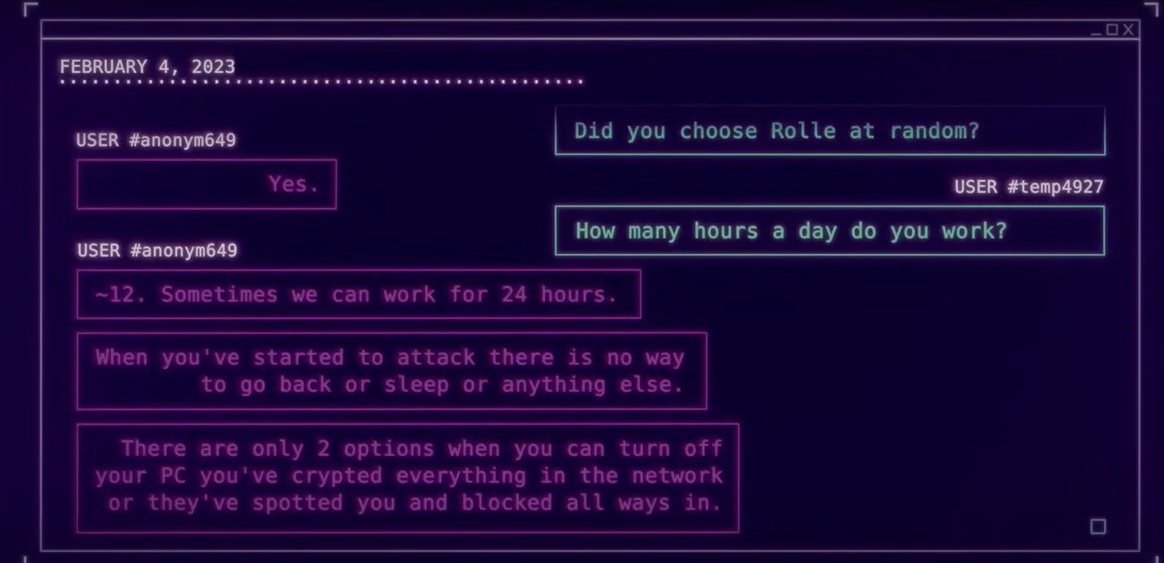 FEBRUARY 4, 2023
Did you choose Rolle at random?
USER #anonym649
Yes.
USER #temp4927
How many hours a day do you work?
USER #anonym649
~12. Sometimes we can work for 24 hours.
When you've started to attack there is no way
to go back or sleep or anything else.
There are only 2 options when you can turn off
your PC you've crypted everything in the network
or they've spotted you and blocked all ways in.